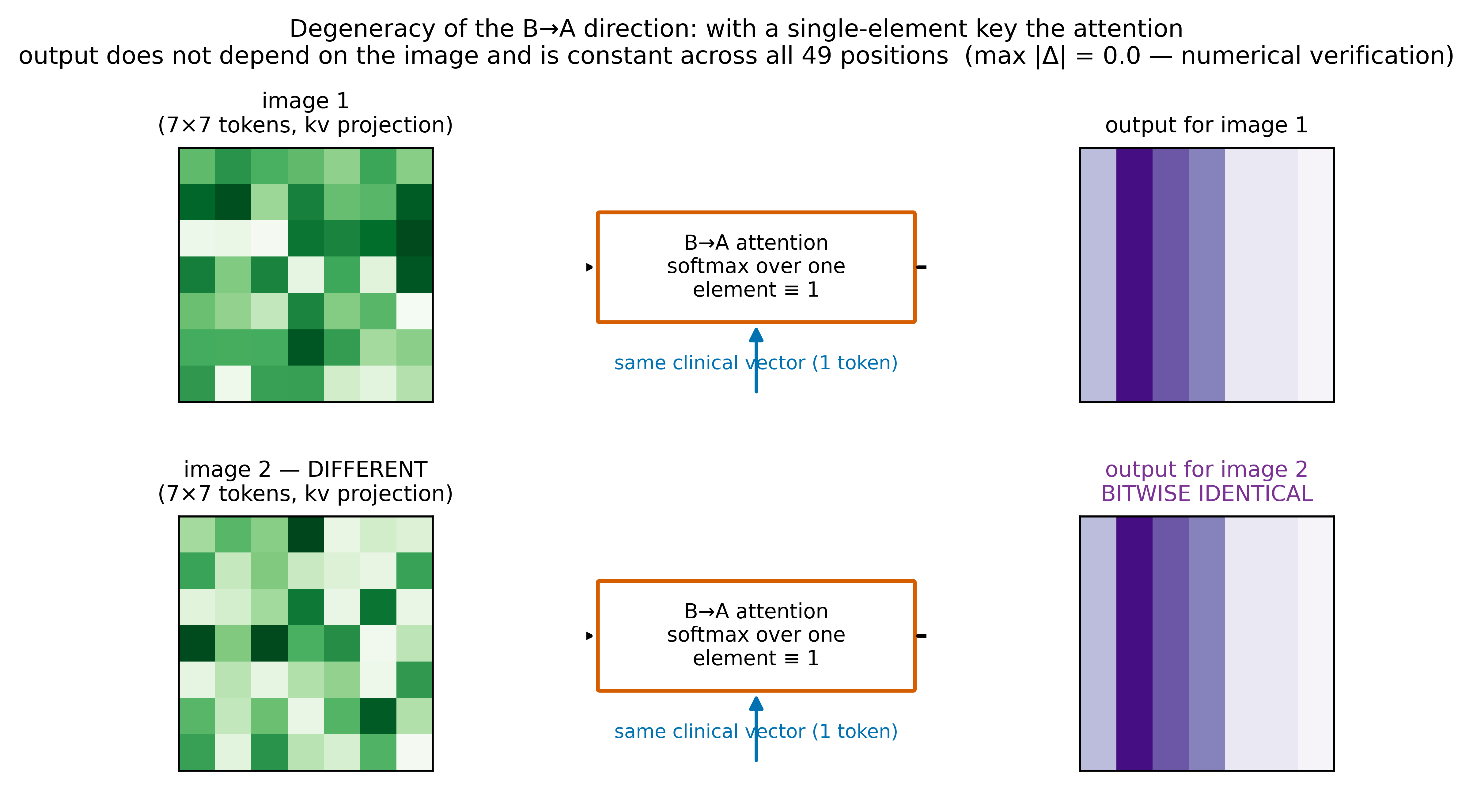 Degeneracy of the B→A direction: with a single-element key the attention
output does not depend on the image and is constant across all 49 positions (max |Δ| = 0.0 — numerical verification)
image 1
(7×7 tokens, kv projection)
output for image 1
B→A attention
softmax over one
element ≡ 1
same clinical vector (1 token)
image 2 — DIFFERENT
(7×7 tokens, kv projection)
output for image 2
BITWISE IDENTICAL
B→A attention
softmax over one
element ≡ 1
same clinical vector (1 token)